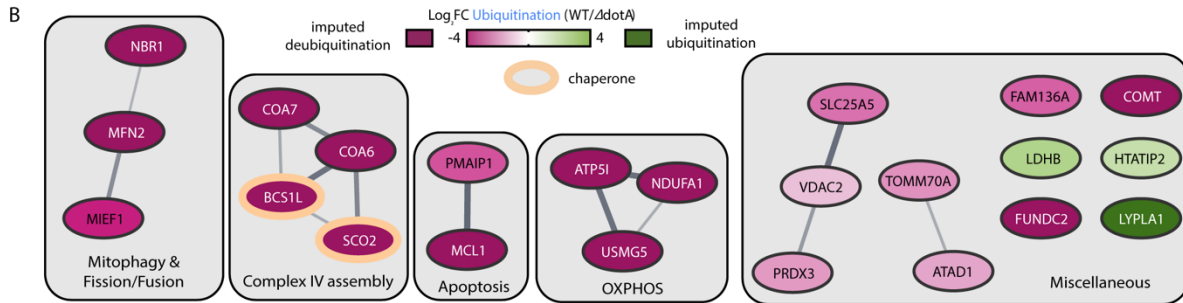 B
Log₂FC Ubiquitination (WT/ΔdotA)
imputed
deubiquitination
-4
4
imputed
ubiquitination
chaperone
NBR1
MFN2
MIEF1
Mitophagy &
Fission/Fusion
COA7
COA6
BCS1L
SCO2
Complex IV assembly
PMAIP1
MCL1
Apoptosis
ATP5I
NDUFA1
USMG5
OXPHOS
SLC25A5
VDAC2
TOMM70A
PRDX3
ATAD1
FAM136A
COMT
LDHB
HTATIP2
FUNDC2
LYPLA1
Miscellaneous